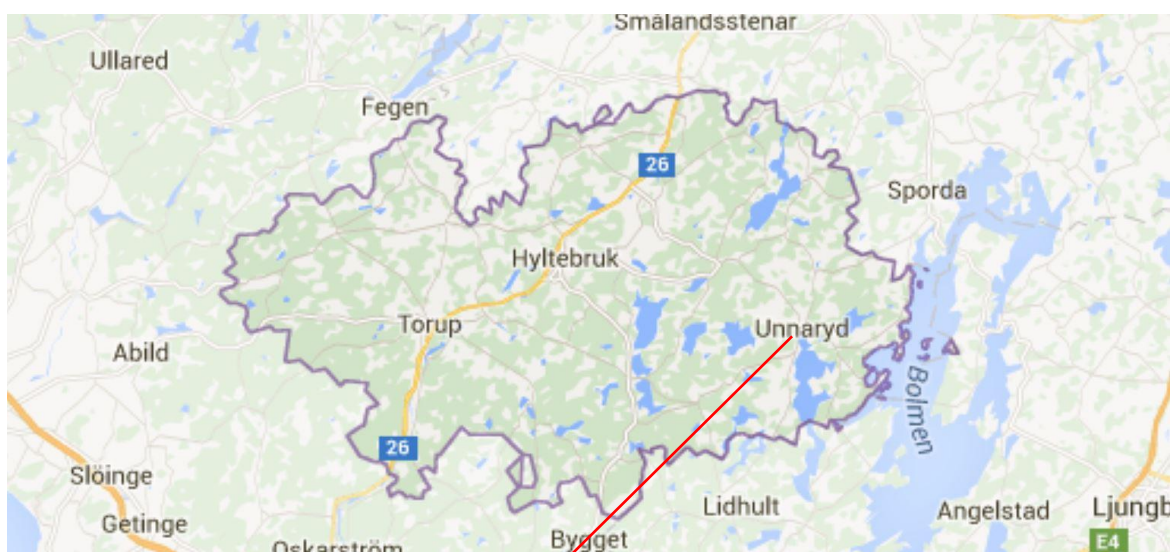 Smålandsstenar
Ullared
Fegen
26
Sporda
Hyltebruk
Torup
Unnaryd
Abild
Bolmen
26
Slöinge
Lidhult
Angelstad
Ljungb
Getinge
Bygget
E4
Oskarström